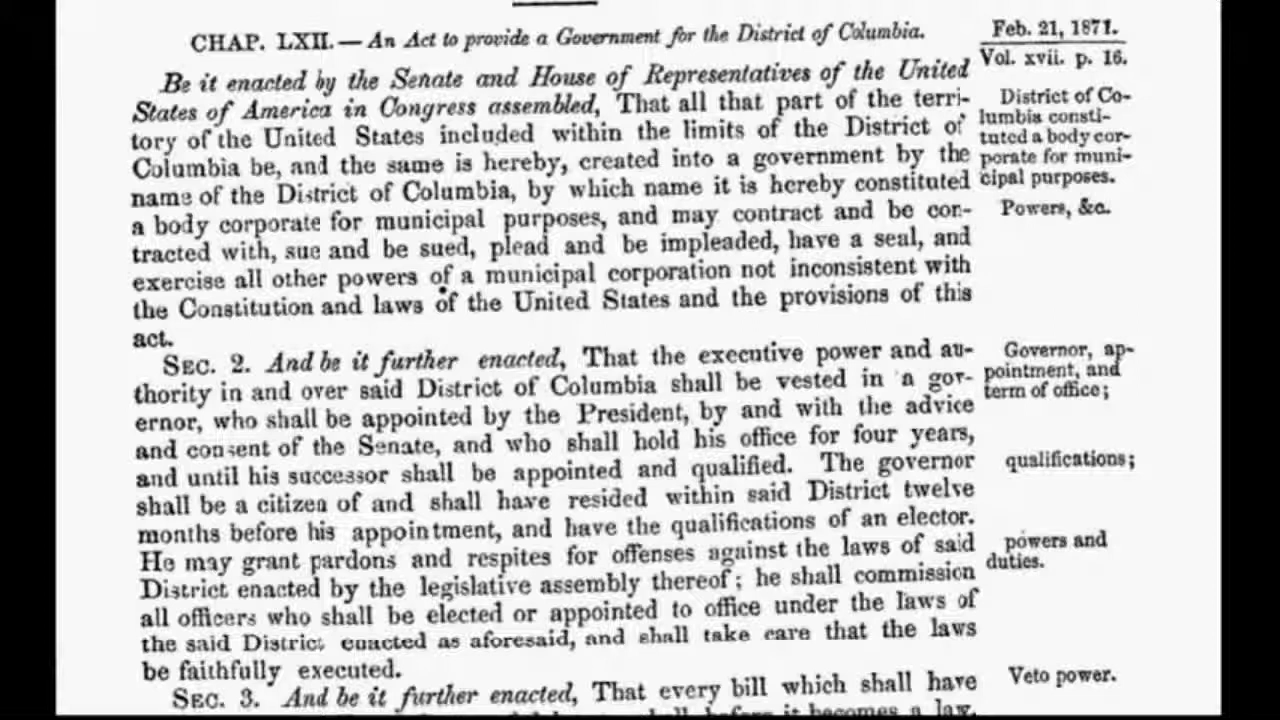 CHAP. LXII. — An Act to provide a Government for the District of Columbia.
Feb. 21, 1871.
Vol. xvii. p. 16.
Be it enacted by the Senate and House of Representatives of the United
States of America in Congress assembled, That all that part of the terri-
tory of the United States included within the limits of the District of
Columbia be, and the same is hereby, created into a government by the
name of the District of Columbia, by which name it is hereby constituted
a body corporate for municipal purposes, and may contract and be con-
tracted with, sue and be sued, plead and be impleaded, have a seal, and
exercise all other powers of a municipal corporation not inconsistent with
the Constitution and laws of the United States and the provisions of this
act.
District of Co-
lumbia consti-
tuted a body cor-
porate for muni-
cipal purposes.
Powers, &c.
SEC. 2. And be it further enacted, That the executive power and au-
thority in and over said District of Columbia shall be vested in a gov-
ernor, who shall be appointed by the President, by and with the advice
and consent of the Senate, and who shall hold his office for four years,
and until his successor shall be appointed and qualified. The governor
shall be a citizen of and shall have resided within said District twelve
months before his appointment, and have the qualifications of an elector.
He may grant pardons and respites for offenses against the laws of said
District enacted by the legislative assembly thereof; he shall commission
all officers who shall be elected or appointed to office under the laws of
the said District enacted as aforesaid, and shall take care that the laws
be faithfully executed.
Governor, ap-
pointment, and
term of office;
qualifications;
powers and
duties.
SEC. 3. And be it further enacted, That every bill which shall have
Veto power.
shall before it becomes a law,